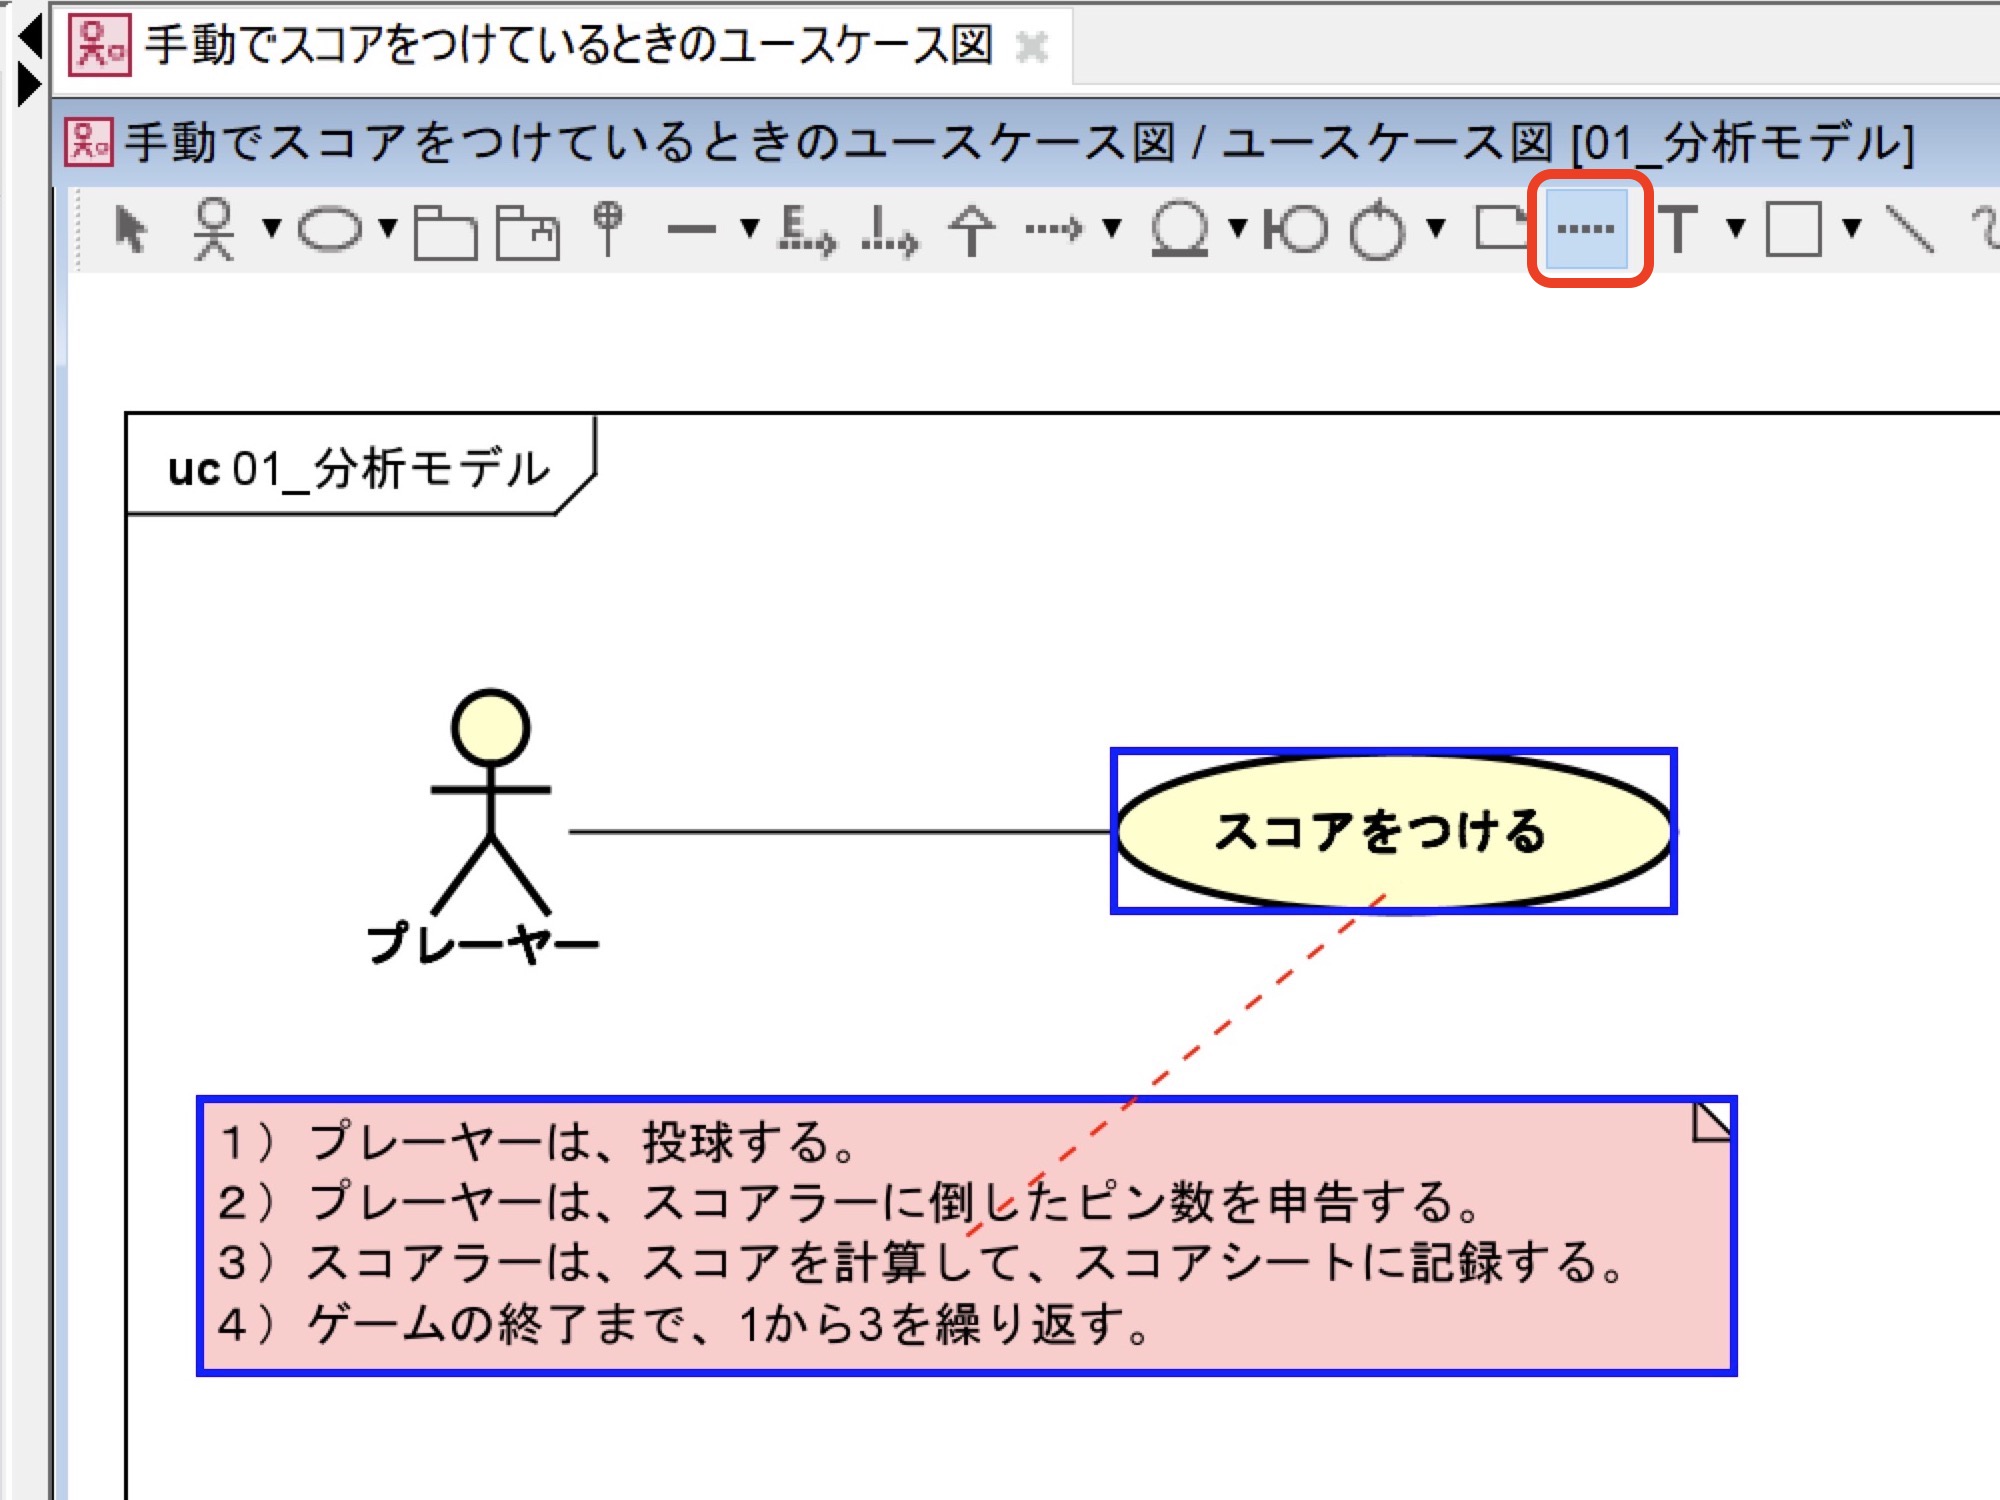 手動でスコアをつけているときのユースケース図
手動でスコアをつけているときのユースケース図 / ユースケース図 [01_分析モデル]
E I T
uc 01_分析モデル
スコアをつける
プレーヤー
１）プレーヤーは、投球する。
２）プレーヤーは、スコアラーに倒したピン数を申告する。
３）スコアラーは、スコアを計算して、スコアシートに記録する。
４）ゲームの終了まで、1から3を繰り返す。